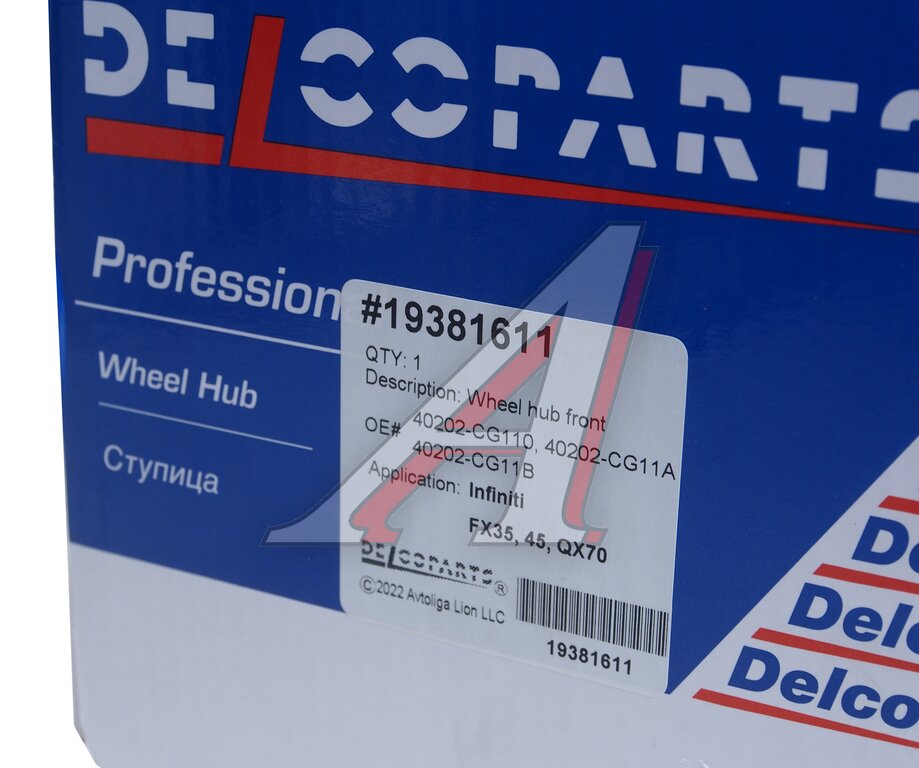 DELCOPARTS
Profession
Wheel Hub
Ступица
#19381611
QTY: 1
Description: Wheel hub front
OE# 40202-CG110, 40202-CG11A
40202-CG11B
Application: Infiniti
FX35, 45, QX70
DELCOPARTS®
©2022 Avtoliga Lion LLC
19381611
De
Delc
Delco